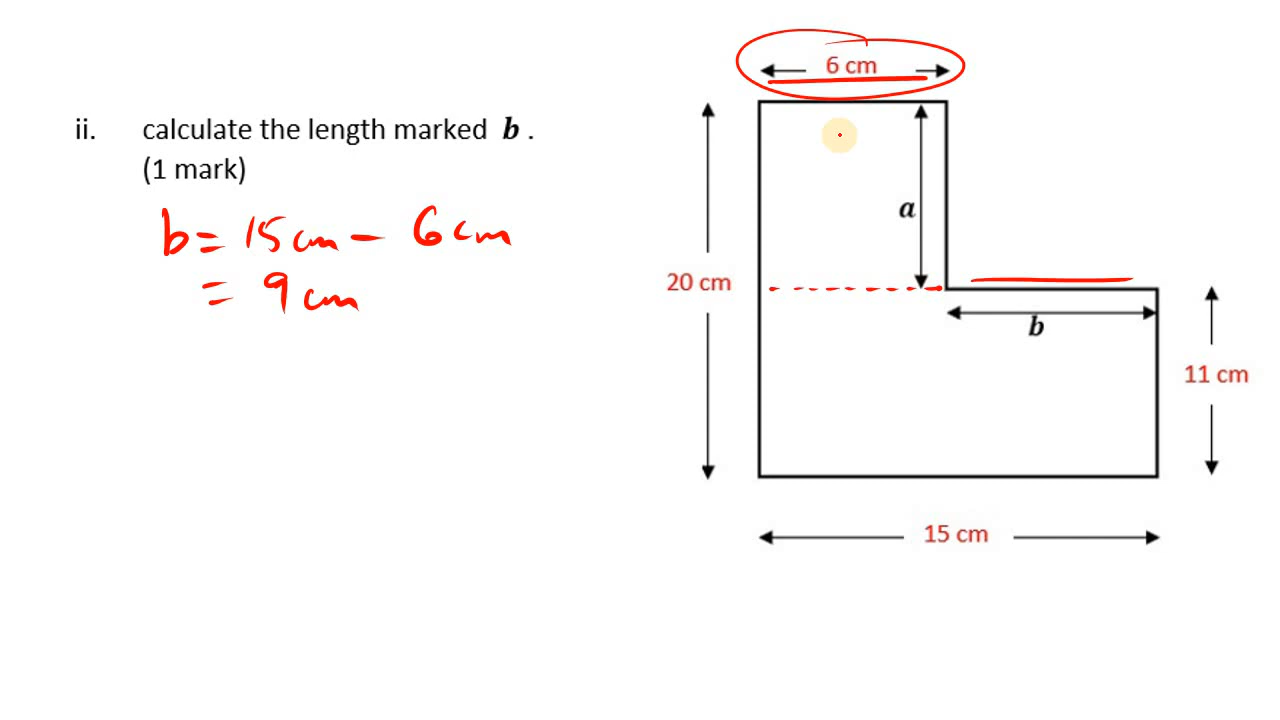 6 cm
ii. calculate the length marked b .
(1 mark)
b = 15 cm - 6 cm
= 9 cm
a
20 cm
b
11 cm
15 cm